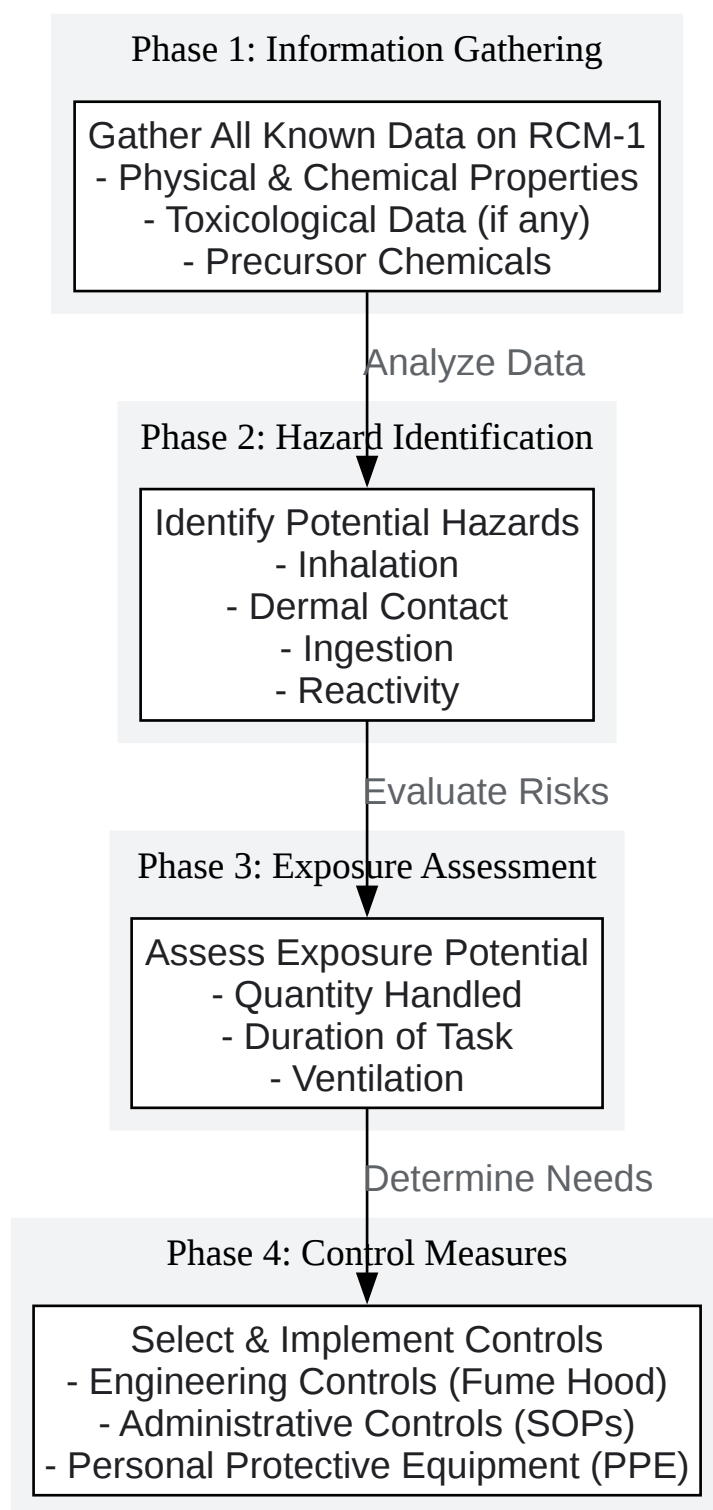 Phase 1: Information Gathering
Gather All Known Data on RCM-1
- Physical & Chemical Properties
- Toxicological Data (if any)
- Precursor Chemicals
Analyze Data
Phase 2: Hazard Identification
Identify Potential Hazards
- Inhalation
- Dermal Contact
- Ingestion
- Reactivity
Evaluate Risks
Phase 3: Exposure Assessment
Assess Exposure Potential
- Quantity Handled
- Duration of Task
- Ventilation
Determine Needs
Phase 4: Control Measures
Select & Implement Controls
- Engineering Controls (Fume Hood)
- Administrative Controls (SOPs)
- Personal Protective Equipment (PPE)